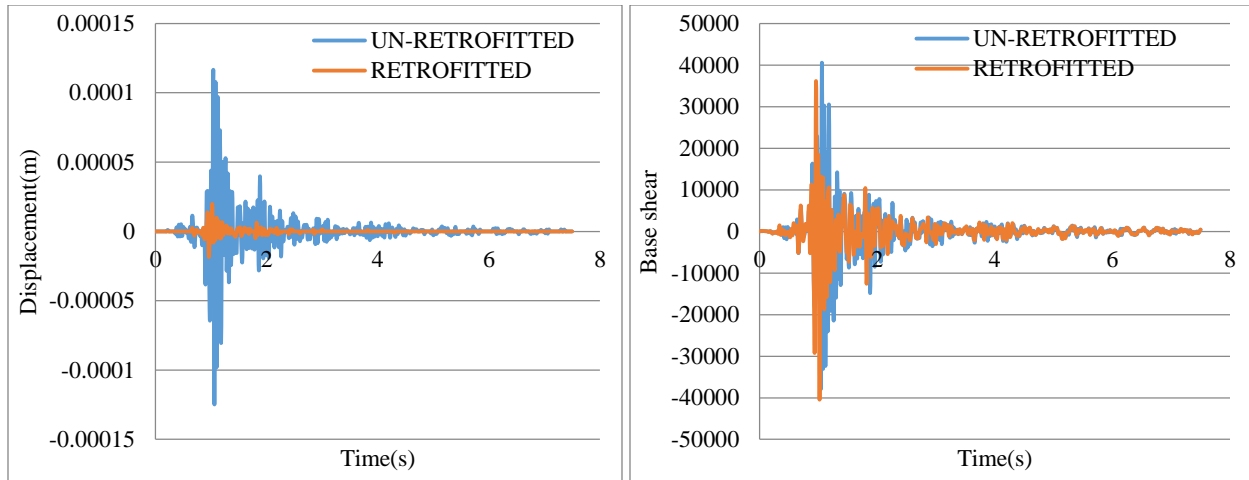 0.00015
UN-RETROFITTED
RETROFITTED
0.0001
0.00005
0
-0.00005
-0.0001
-0.00015
0 2 4 6 8
Displacement(m)
Time(s)
50000
UN-RETROFITTED
RETROFITTED
40000
30000
20000
10000
0
-10000
-20000
-30000
-40000
-50000
0 2 4 6 8
Base shear
Time(s)